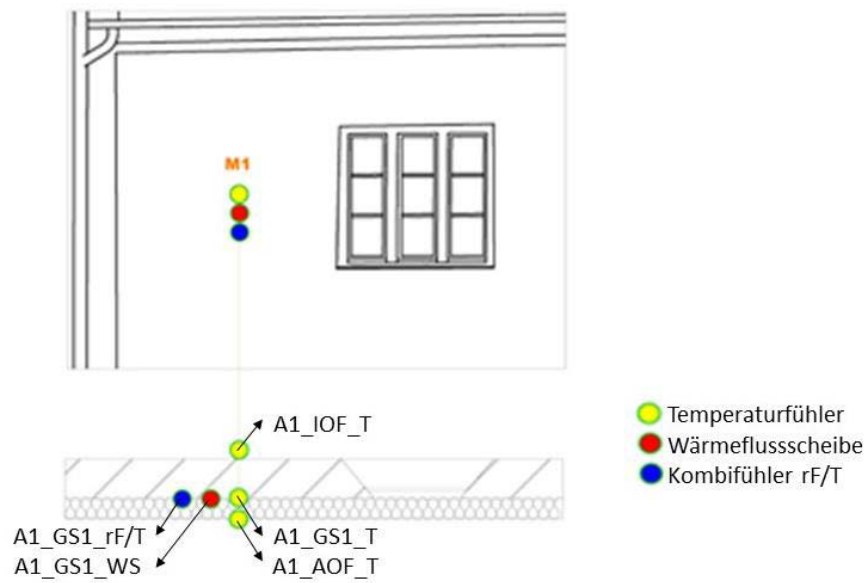 M1
A1_IOF_T
Temperaturfühler
Wärmeflussscheibe
Kombifühler rF/T
A1_GS1_rF/T
A1_GS1_T
A1_GS1_WS
A1_AOF_T